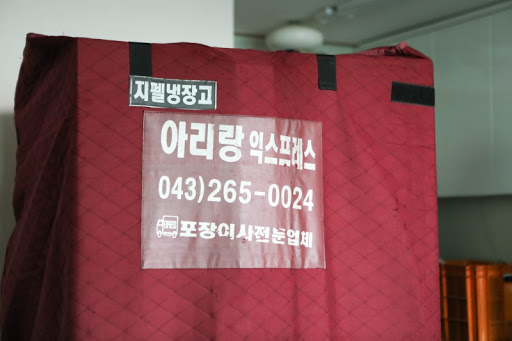 지펠냉장고
아리랑 익스프레스
043)265-0024
포장이사전문업체